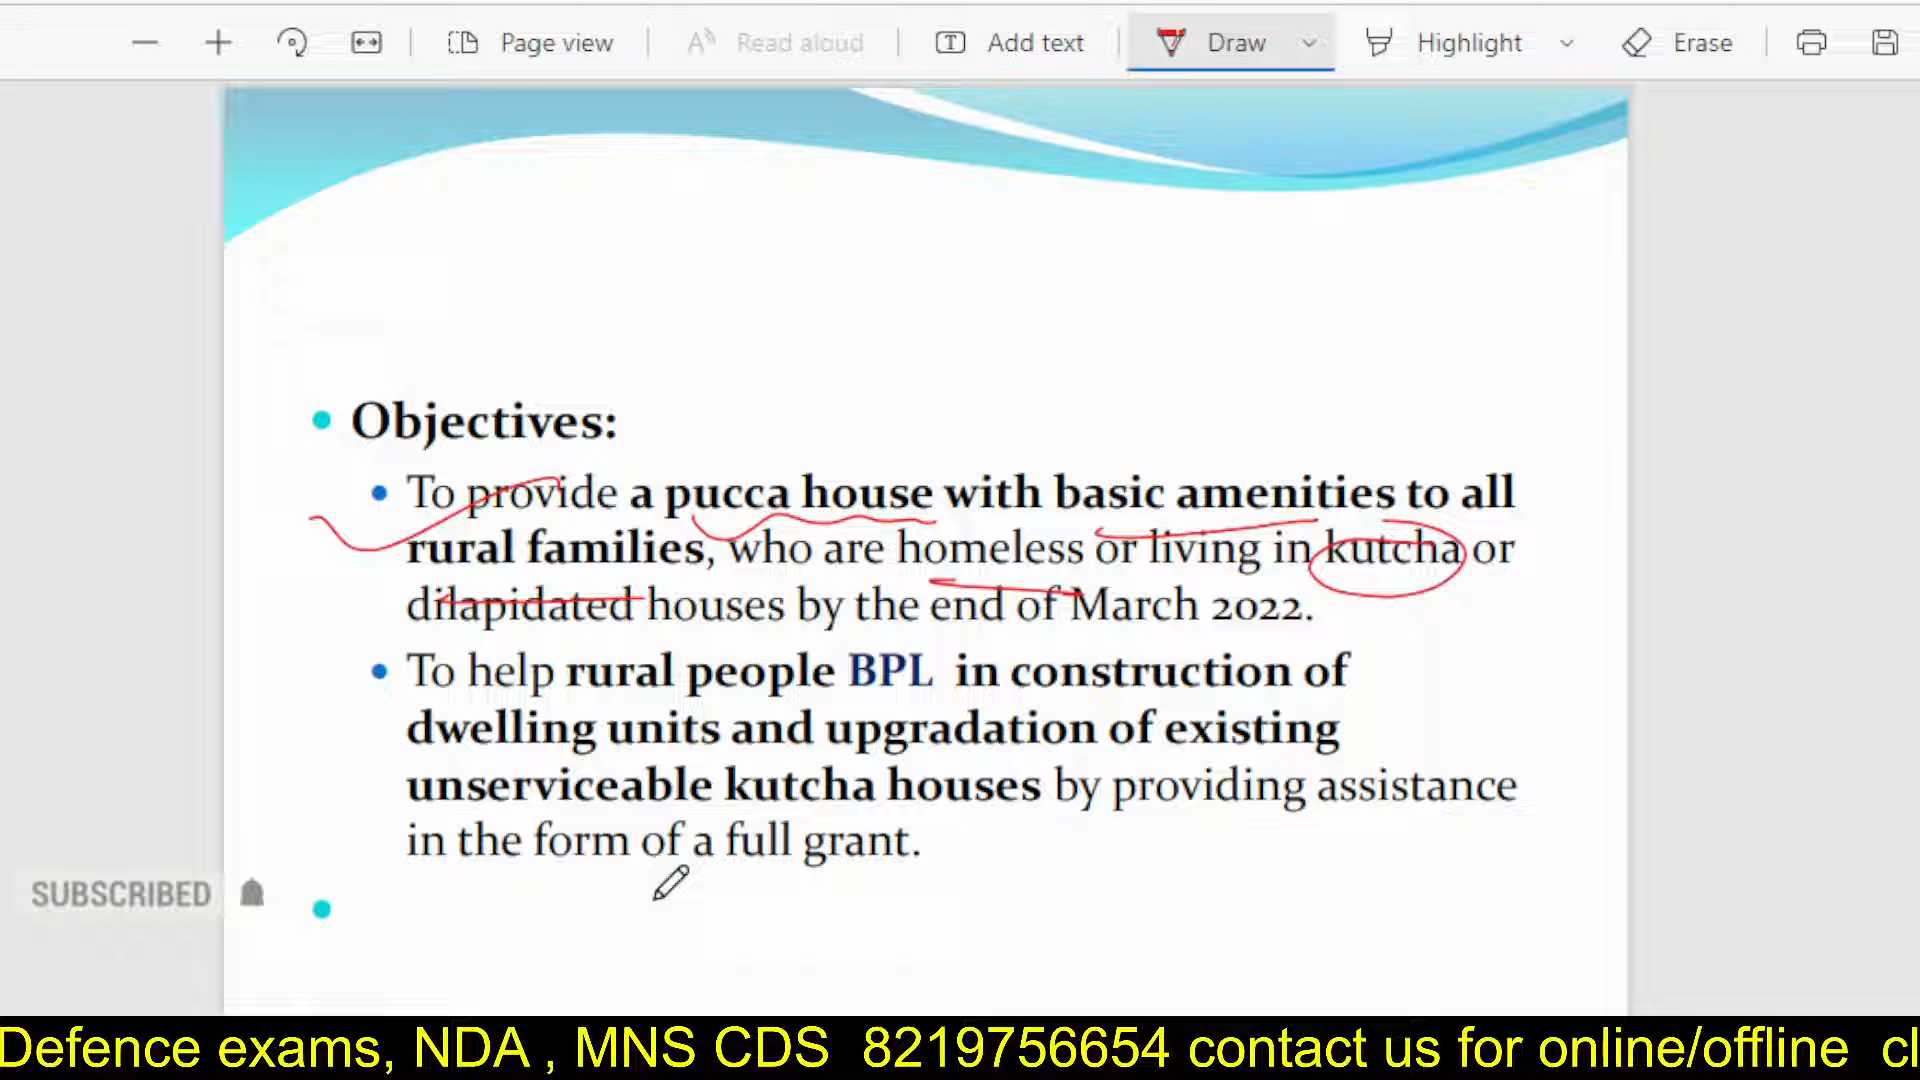 Page view
Read aloud
Add text
Draw
Highlight
Erase
Objectives:
To provide a pucca house with basic amenities to all
rural families, who are homeless or living in kutcha or
dilapidated houses by the end of March 2022.
To help rural people BPL in construction of
dwelling units and upgradation of existing
unserviceable kutcha houses by providing assistance
in the form of a full grant.
SUBSCRIBED
Defence exams, NDA , MNS CDS 8219756654 contact us for online/offline cl